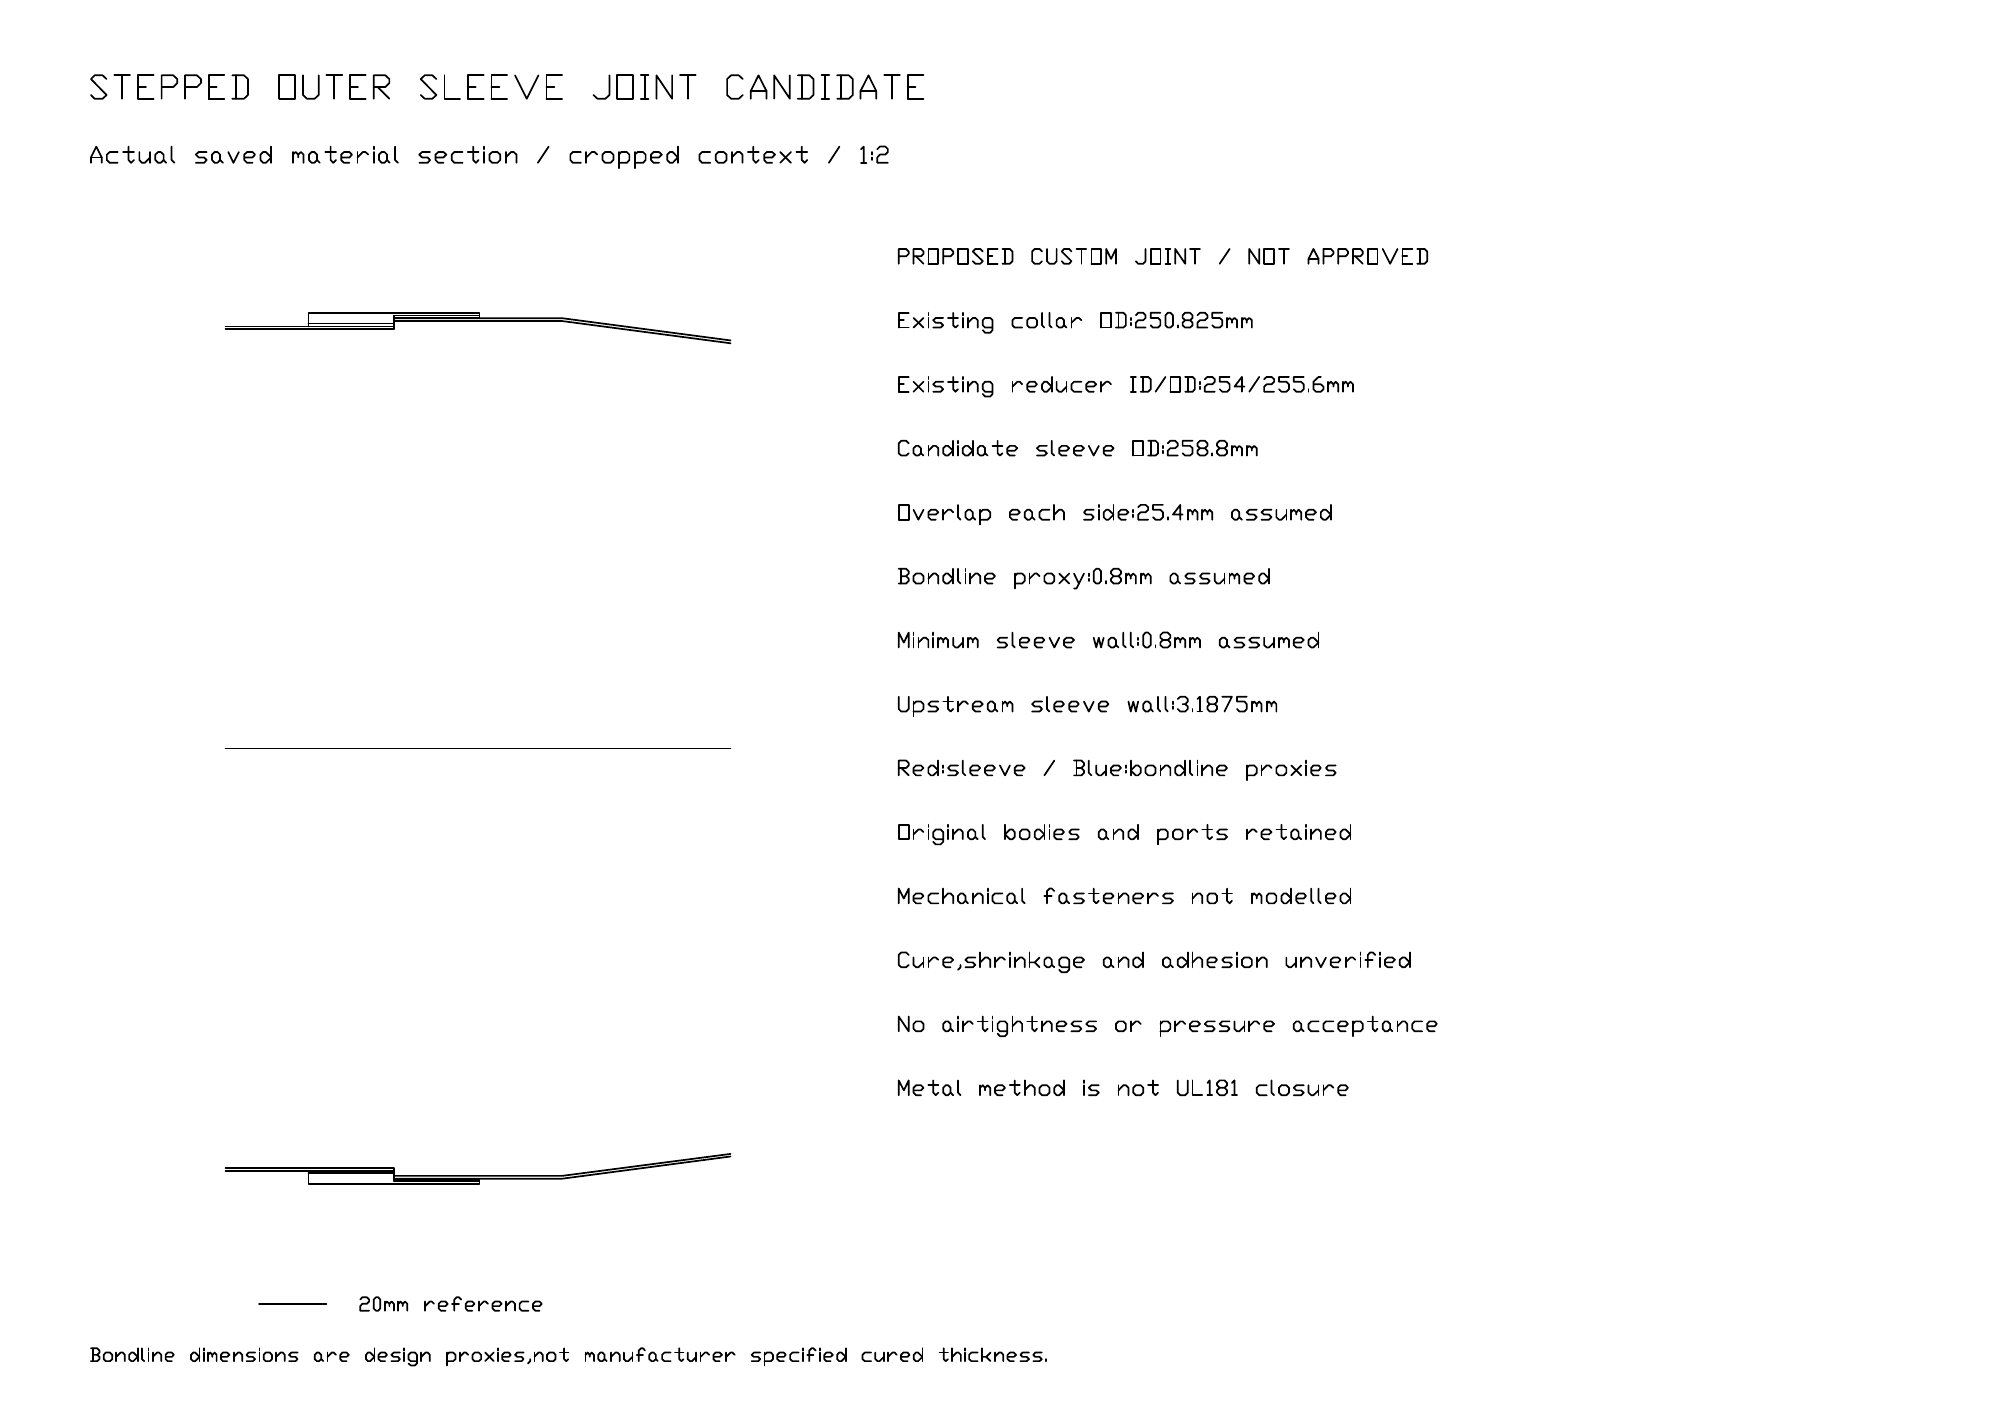 STEPPED OUTER SLEEVE JOINT CANDIDATE
Actual saved material section / cropped context / 1:2
PROPOSED CUSTOM JOINT / NOT APPROVED
Existing collar OD:250.825mm
Existing reducer ID/OD:254/255.6mm
Candidate sleeve OD:258.8mm
Overlap each side:25.4mm assumed
Bondline proxy:0.8mm assumed
Minimum sleeve wall:0.8mm assumed
Upstream sleeve wall:3.1875mm
Red:sleeve / Blue:bondline proxies
Original bodies and ports retained
Mechanical fasteners not modelled
Cure,shrinkage and adhesion unverified
No airtightness or pressure acceptance
Metal method is not UL181 closure
20mm reference
Bondline dimensions are design proxies,not manufacturer specified cured thickness.